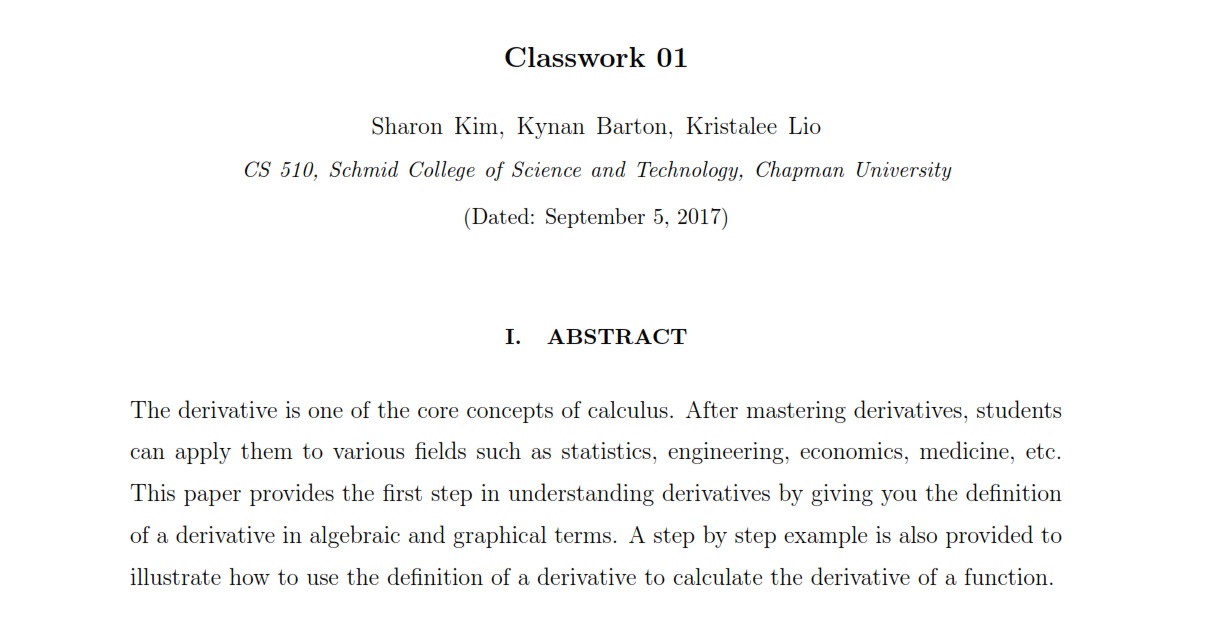 Classwork 01
Sharon Kim, Kynan Barton, Kristalee Lio
CS 510, Schmid College of Science and Technology, Chapman University
(Dated: September 5, 2017)
I. ABSTRACT
The derivative is one of the core concepts of calculus. After mastering derivatives, students
can apply them to various fields such as statistics, engineering, economics, medicine, etc.
This paper provides the first step in understanding derivatives by giving you the definition
of a derivative in algebraic and graphical terms. A step by step example is also provided to
illustrate how to use the definition of a derivative to calculate the derivative of a function.